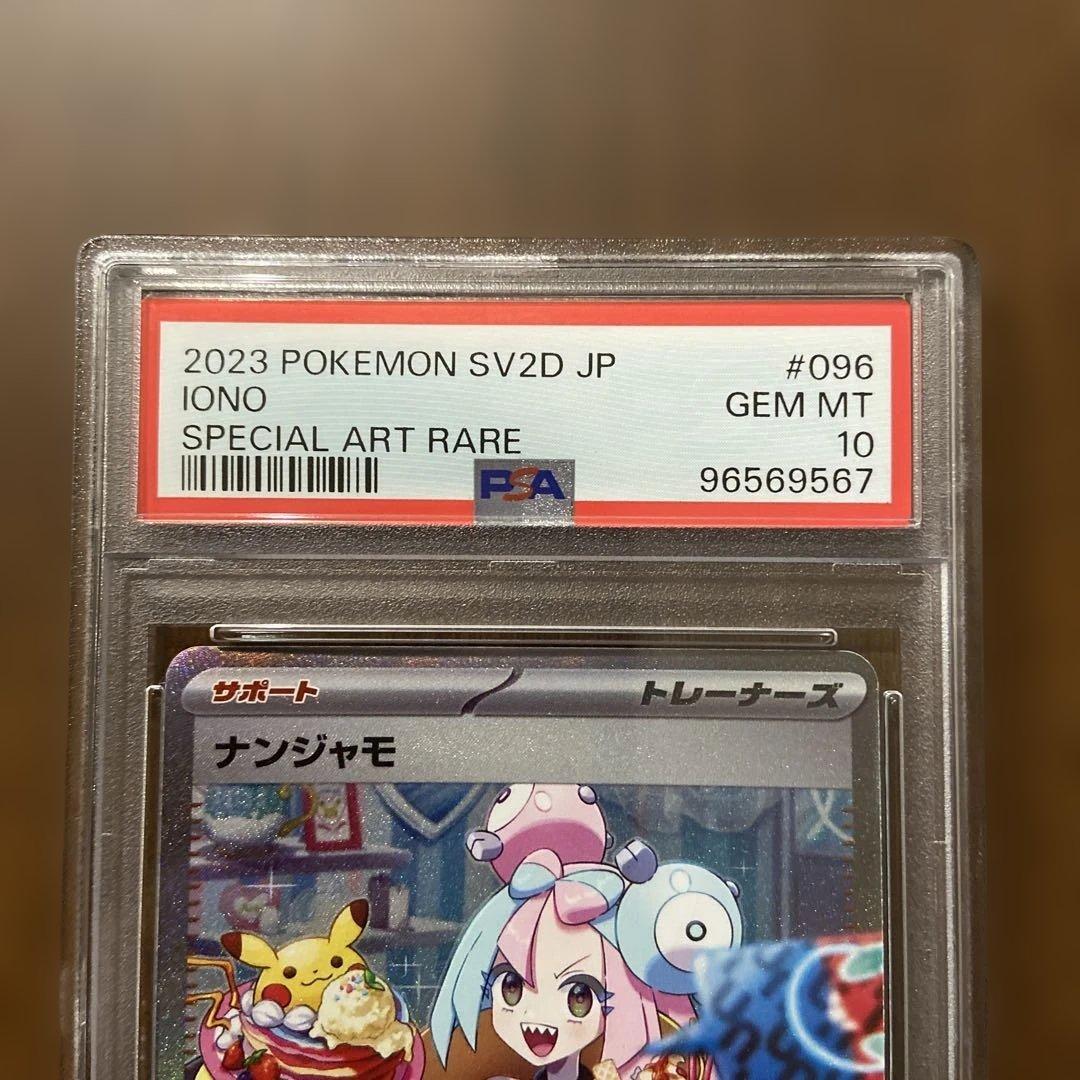 2023 POKEMON SV2D JP #096
IONO GEM MT
SPECIAL ART RARE 10
PSA 96569567
サポート トレーナーズ
ナンジャモ